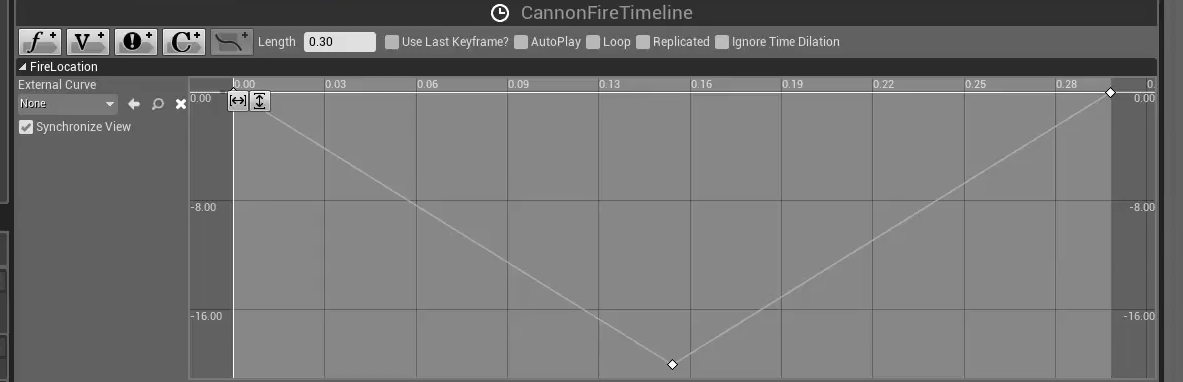 CannonFireTimeline
f+ V+ !+ C+ Length 0.30 Use Last Keyframe? AutoPlay Loop Replicated Ignore Time Dilation
FireLocation
External Curve
None
Synchronize View
0.00 0.03 0.06 0.09 0.13 0.16 0.19 0.22 0.25 0.28
0.00 0.00
-8.00 -8.00
-16.00 -16.00